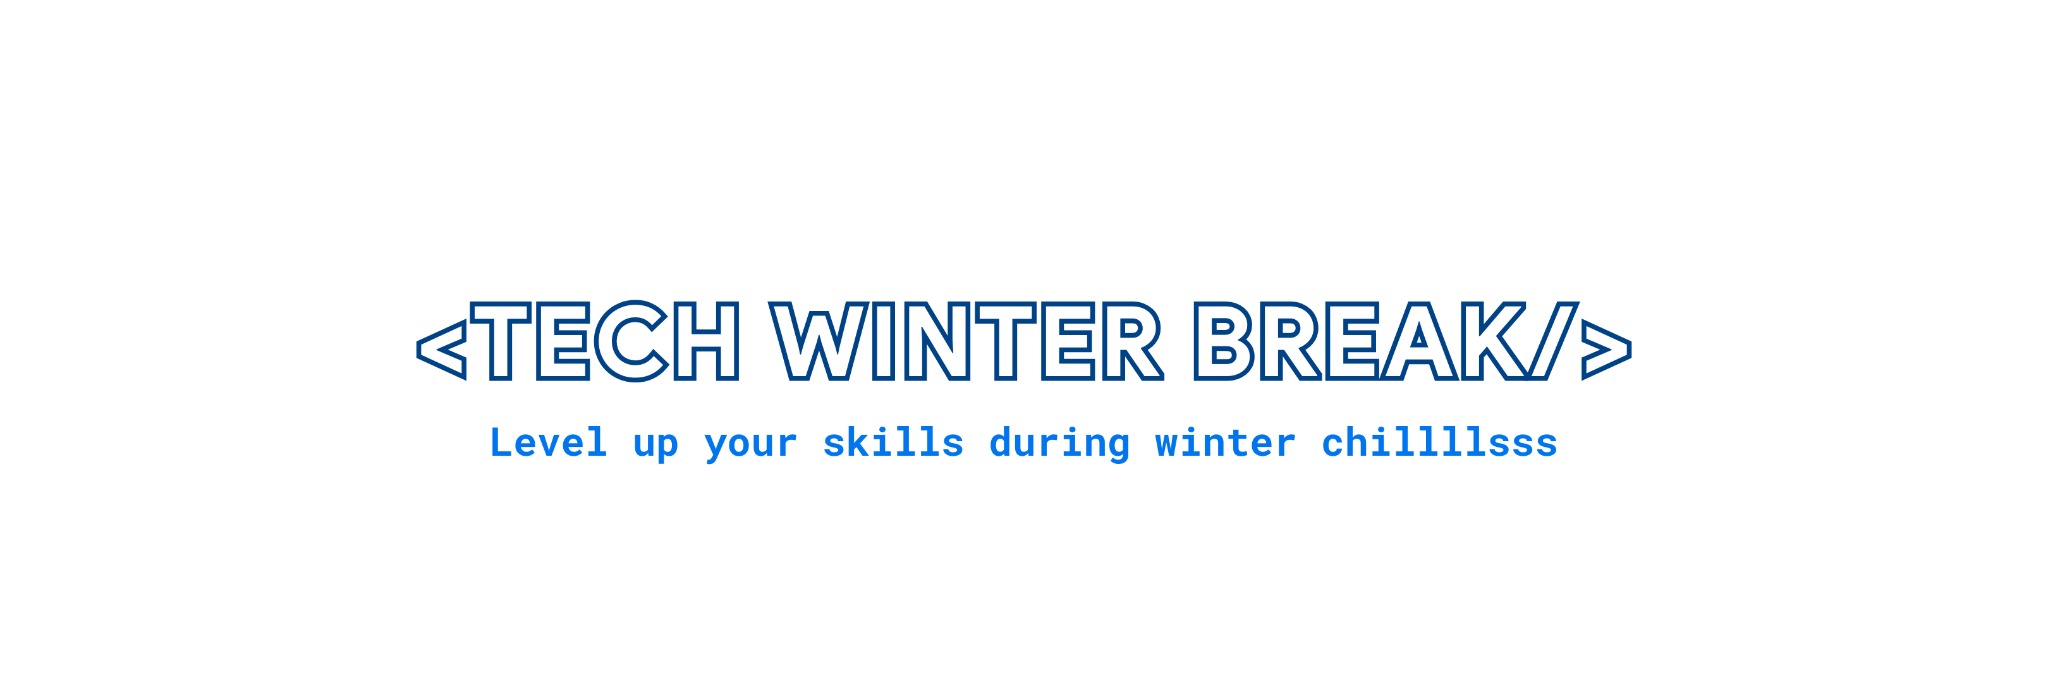 <TECH WINTER BREAK/>
Level up your skills during winter chillllsss